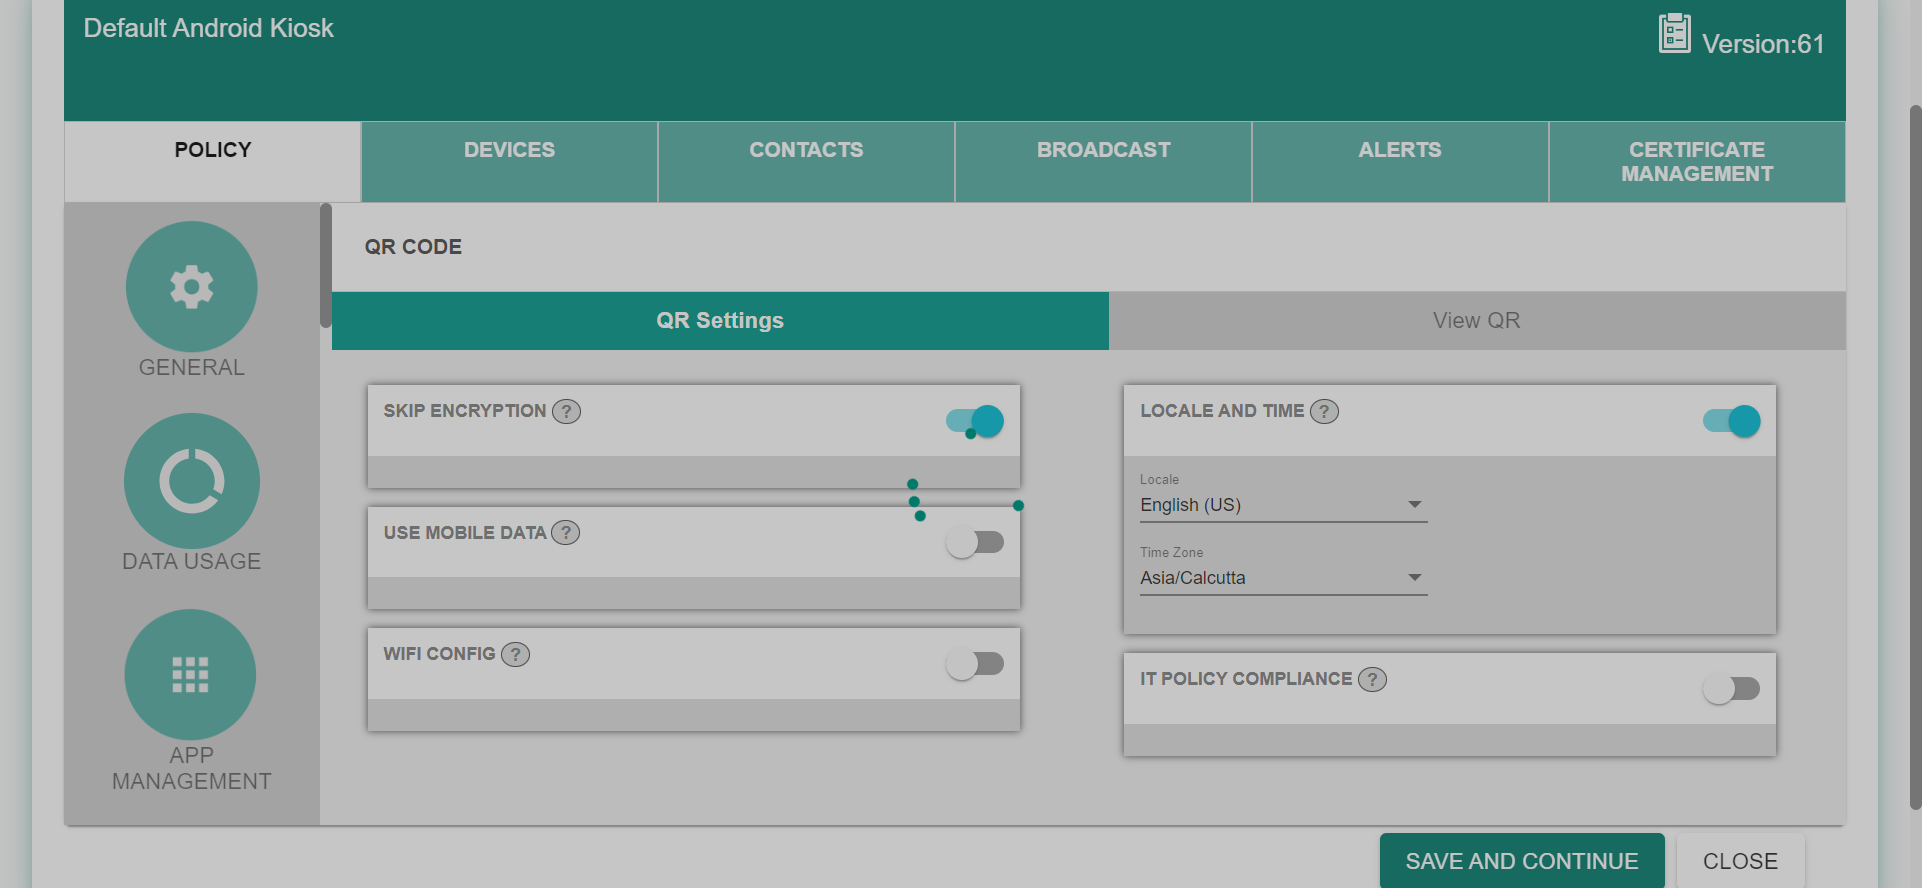 Default Android Kiosk
Version:61
POLICY
DEVICES
CONTACTS
BROADCAST
ALERTS
CERTIFICATE
MANAGEMENT
GENERAL
DATA USAGE
APP
MANAGEMENT
QR CODE
QR Settings
View QR
SKIP ENCRYPTION ?
USE MOBILE DATA ?
WIFI CONFIG ?
LOCALE AND TIME ?
Locale
English (US)
Time Zone
Asia/Calcutta
IT POLICY COMPLIANCE ?
SAVE AND CONTINUE
CLOSE